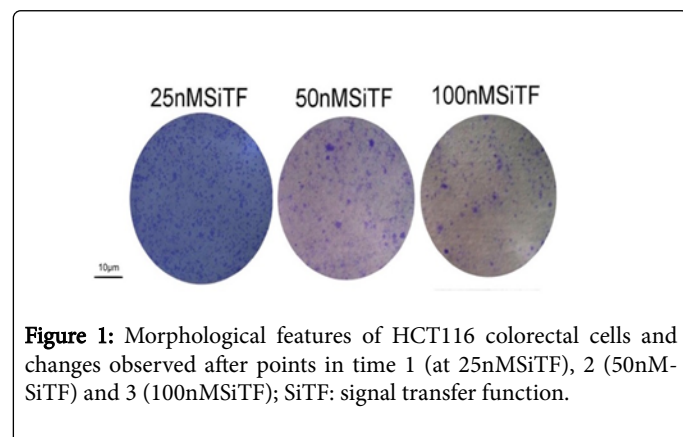 25nMSiTF 50nMSiTF 100nMSiTF
10µm
Figure 1: Morphological features of HCT116 colorectal cells and
changes observed after points in time 1 (at 25nMSiTF), 2 (50nM-
SiTF) and 3 (100nMSiTF); SiTF: signal transfer function.